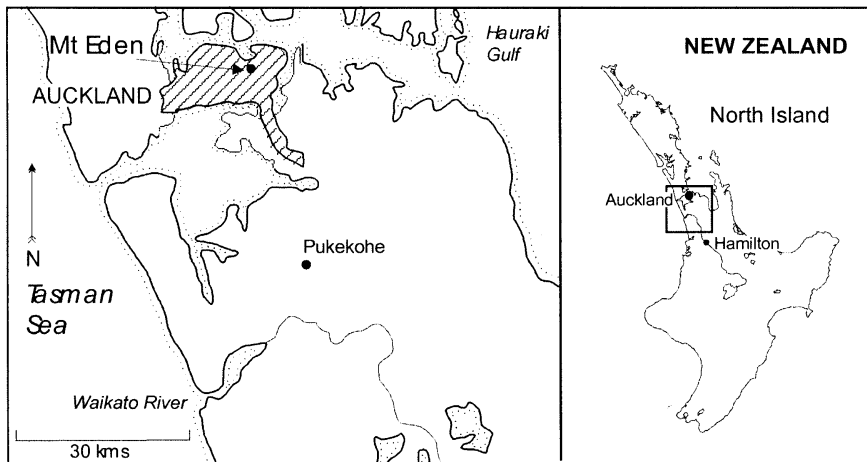 Hauraki
Gulf
Mt Eden
AUCKLAND
Pukekohe
N
Tasman
Sea
Waikato River
30 kms
NEW ZEALAND
North Island
Auckland
Hamilton